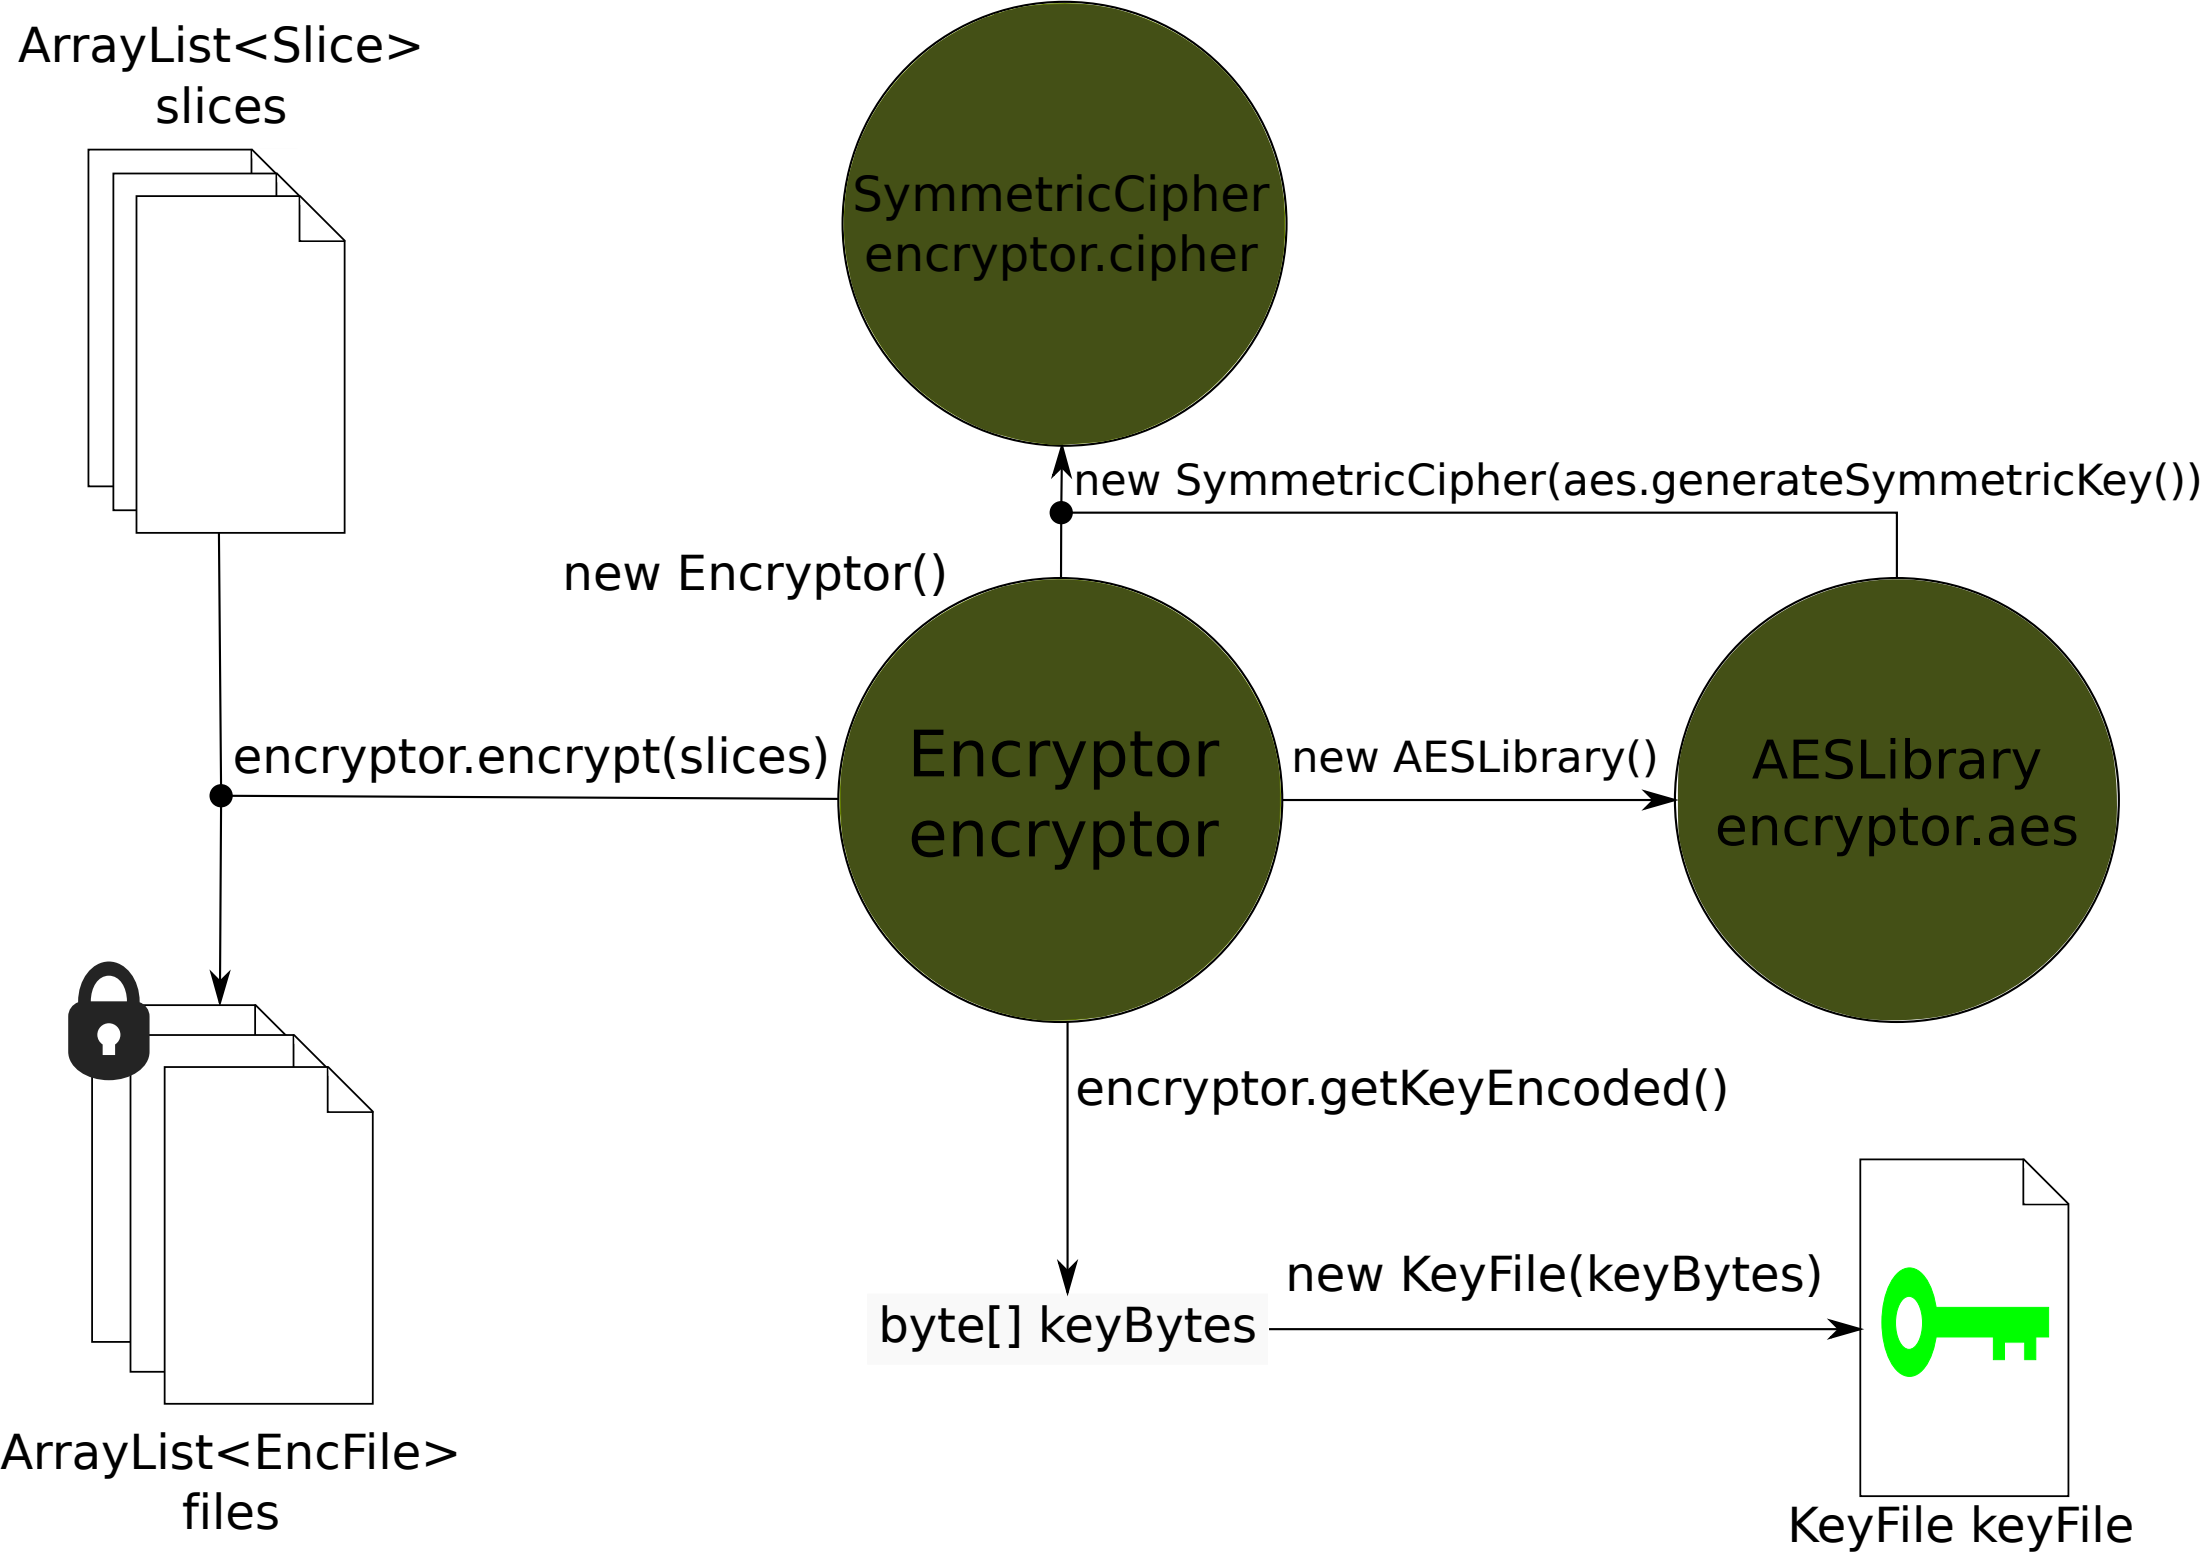 ArrayList<Slice>
slices
SymmetricCipher
encryptor.cipher
new SymmetricCipher(aes.generateSymmetricKey())
new Encryptor()
encryptor.encrypt(slices)
Encryptor
encryptor
new AESLibrary()
AESLibrary
encryptor.aes
encryptor.getKeyEncoded()
new KeyFile(keyBytes)
byte[] keyBytes
ArrayList<EncFile>
files
KeyFile keyFile